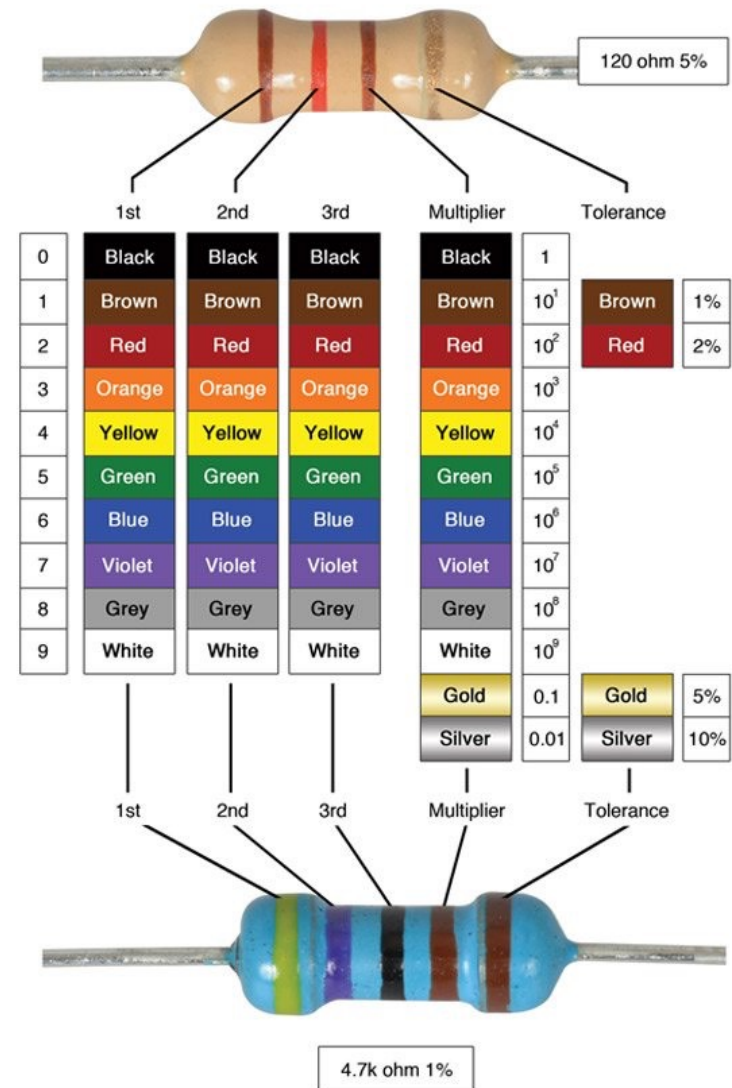 120 ohm 5%
1st 2nd 3rd Multiplier Tolerance
0 Black Black Black Black 1
1 Brown Brown Brown Brown 10¹ Brown 1%
2 Red Red Red Red 10² Red 2%
3 Orange Orange Orange Orange 10³
4 Yellow Yellow Yellow Yellow 10⁴
5 Green Green Green Green 10⁵
6 Blue Blue Blue Blue 10⁶
7 Violet Violet Violet Violet 10⁷
8 Grey Grey Grey Grey 10⁸
9 White White White White 10⁹
Gold 0.1 Gold 5%
Silver 0.01 Silver 10%
1st 2nd 3rd Multiplier Tolerance
4.7k ohm 1%